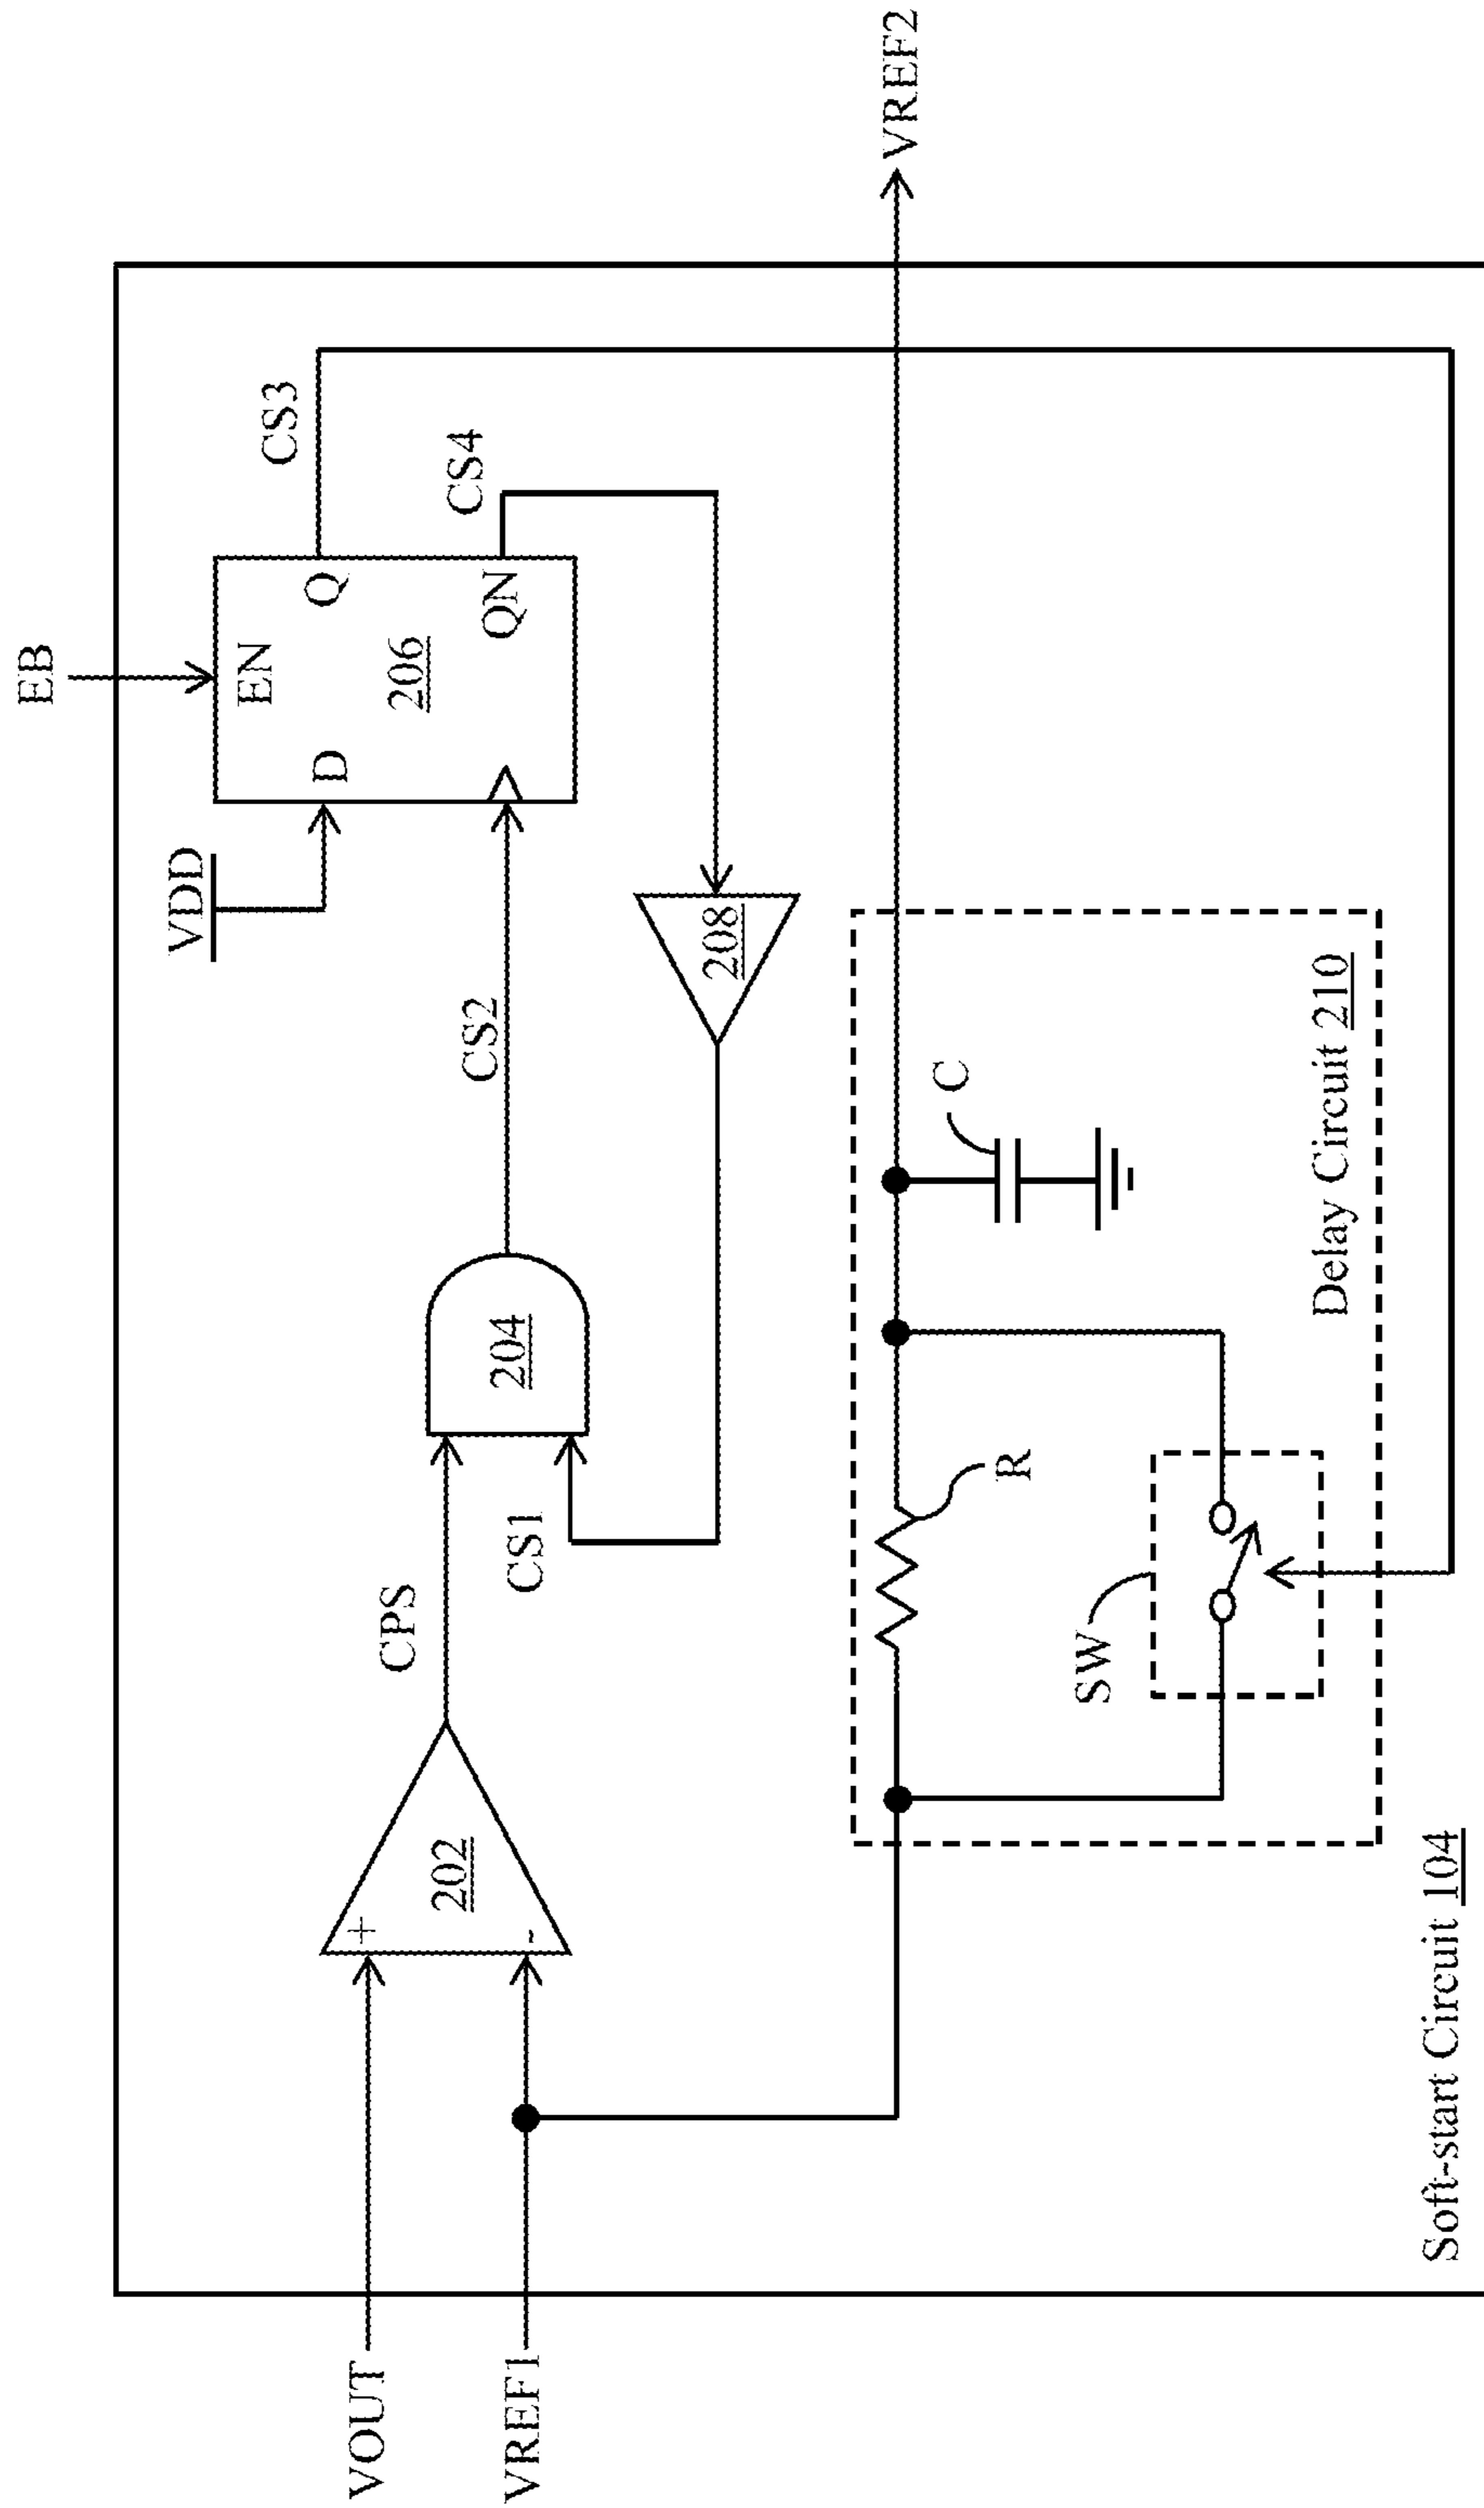 EB
VDD
EN
D
Q
CS3
206
QN
CS4
VOUT
+
202
-
VREF1
CPS
CS1
204
CS2
208
VREF2
R
C
SW
Delay Circuit 210
Soft-start Circuit 104